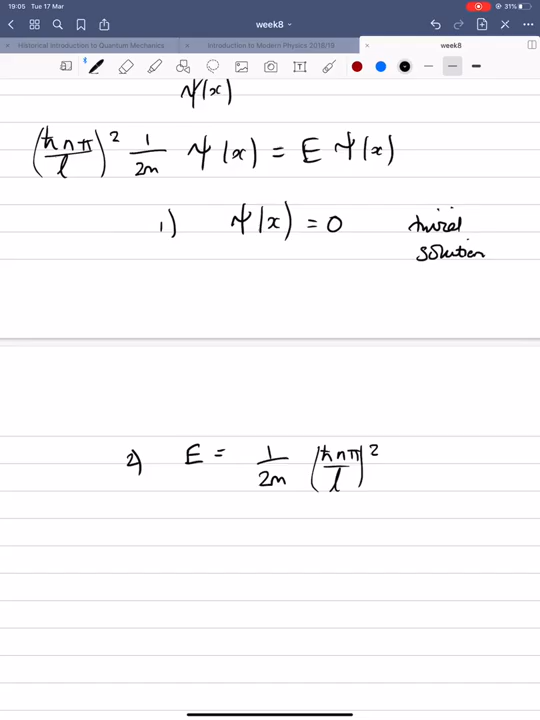 19:05 Tue 17 Mar
31%
week8
Historical Introduction to Quantum Mechanics
Introduction to Modern Physics 2018/19
week8
ψ(x)
(ħnπ/l)² 1/2m ψ(x) = E ψ(x)
1) ψ(x) = 0 trivial
solution
2) E = 1/2m (ħnπ/l)²